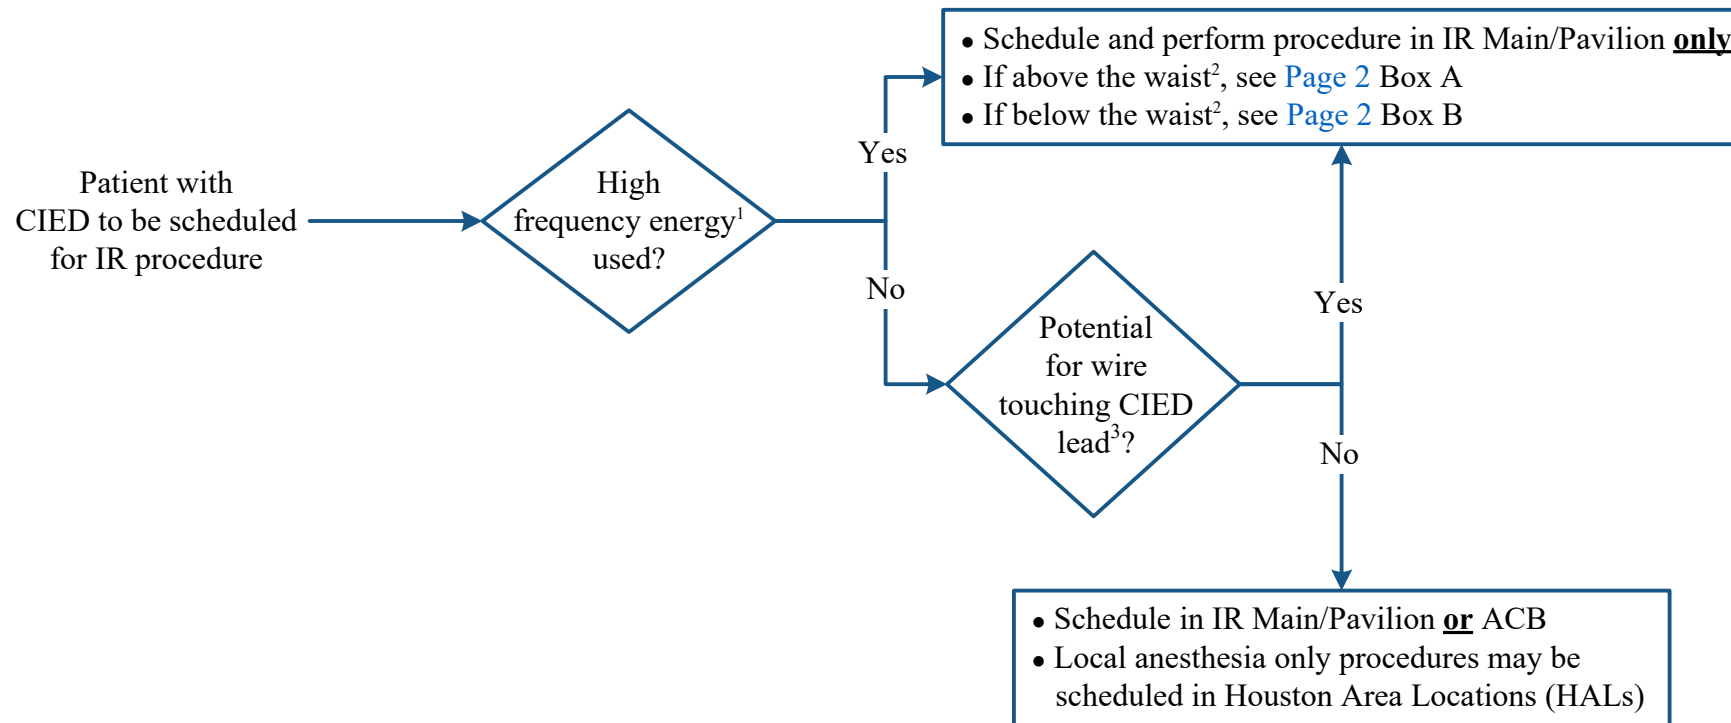 Patient with
CIED to be scheduled
for IR procedure
High
frequency energy¹
used?
Yes
No
• Schedule and perform procedure in IR Main/Pavilion only
• If above the waist², see Page 2 Box A
• If below the waist², see Page 2 Box B
Potential
for wire
touching CIED
lead³?
Yes
No
• Schedule in IR Main/Pavilion or ACB
• Local anesthesia only procedures may be
scheduled in Houston Area Locations (HALs)